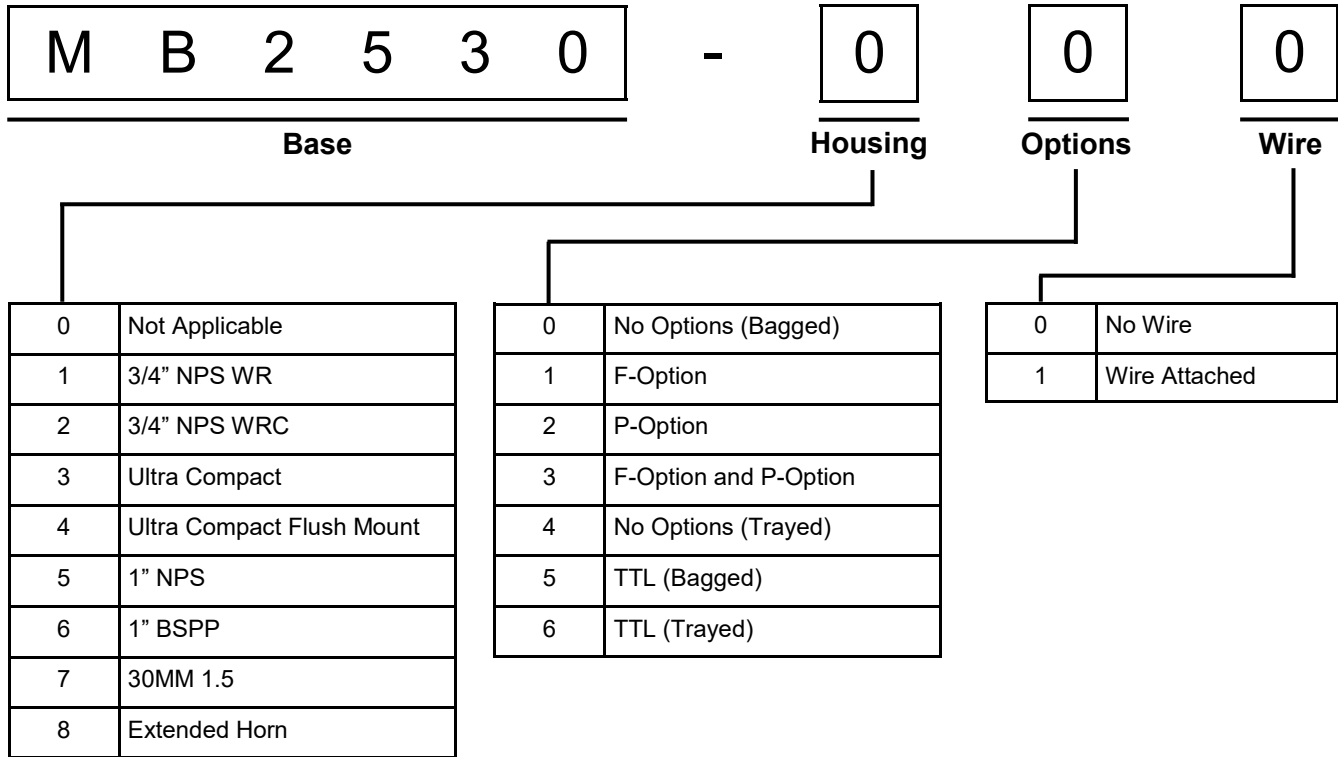 M B 2 5 3 0 - 0 0 0
Base Housing Options Wire
0 Not Applicable
1 3/4” NPS WR
2 3/4” NPS WRC
3 Ultra Compact
4 Ultra Compact Flush Mount
5 1” NPS
6 1” BSPP
7 30MM 1.5
8 Extended Horn
0 No Options (Bagged)
1 F-Option
2 P-Option
3 F-Option and P-Option
4 No Options (Trayed)
5 TTL (Bagged)
6 TTL (Trayed)
0 No Wire
1 Wire Attached